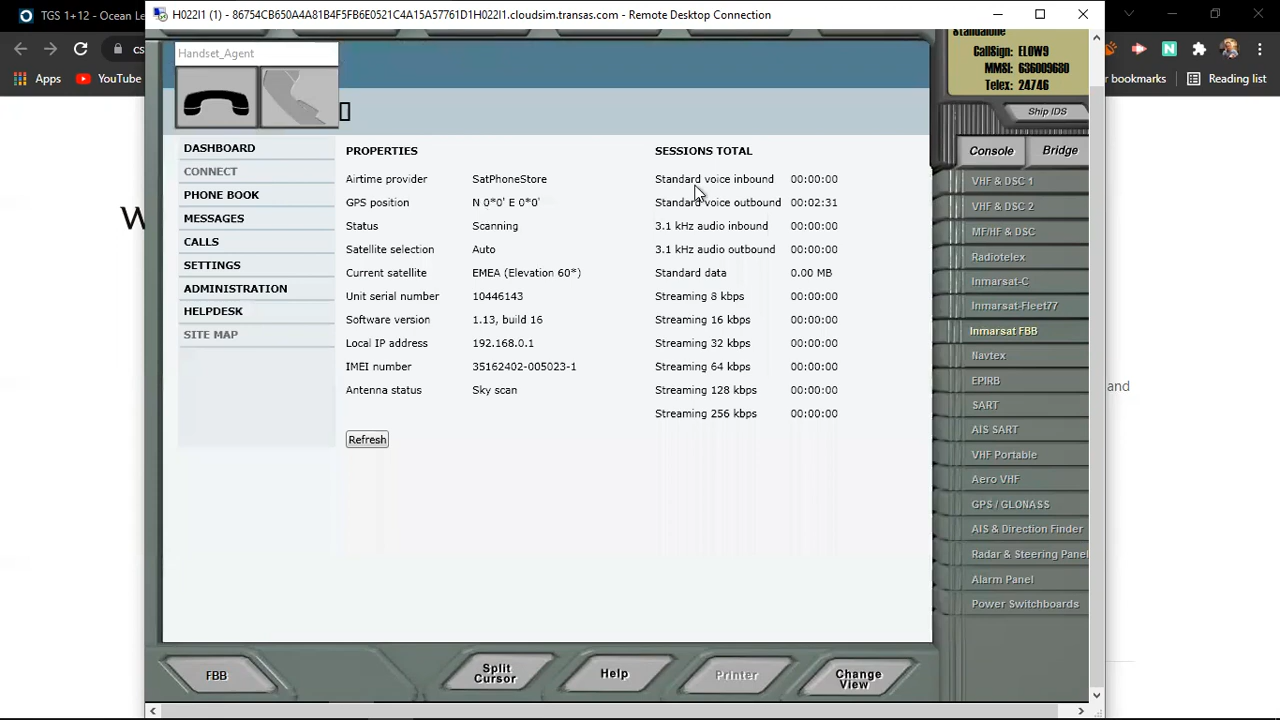 TGS 1+12 - Ocean Le
H022I1 (1) - 86754CB650A4A81B4F5FB6E0521C4A15A57761D1H022I1.cloudsim.transas.com - Remote Desktop Connection
cs
Apps
YouTube
r bookmarks
Reading list
W
and
Handset_Agent
Standalone
CallSign: ELOW9
MMSI: 636009680
Telex: 24746
Ship IDS
Console
Bridge
DASHBOARD
CONNECT
PHONE BOOK
MESSAGES
CALLS
SETTINGS
ADMINISTRATION
HELPDESK
SITE MAP
PROPERTIES
Airtime provider SatPhoneStore
GPS position N 0*0' E 0*0'
Status Scanning
Satellite selection Auto
Current satellite EMEA (Elevation 60*)
Unit serial number 10446143
Software version 1.13, build 16
Local IP address 192.168.0.1
IMEI number 35162402-005023-1
Antenna status Sky scan
Refresh
SESSIONS TOTAL
Standard voice inbound 00:00:00
Standard voice outbound 00:02:31
3.1 kHz audio inbound 00:00:00
3.1 kHz audio outbound 00:00:00
Standard data 0.00 MB
Streaming 8 kbps 00:00:00
Streaming 16 kbps 00:00:00
Streaming 32 kbps 00:00:00
Streaming 64 kbps 00:00:00
Streaming 128 kbps 00:00:00
Streaming 256 kbps 00:00:00
VHF & DSC 1
VHF & DSC 2
MF/HF & DSC
Radiotelex
Inmarsat-C
Inmarsat-Fleet77
Inmarsat FBB
Navtex
EPIRB
SART
AIS SART
VHF Portable
Aero VHF
GPS / GLONASS
AIS & Direction Finder
Radar & Steering Panel
Alarm Panel
Power Switchboards
FBB
Split
Cursor
Help
Printer
Change
View